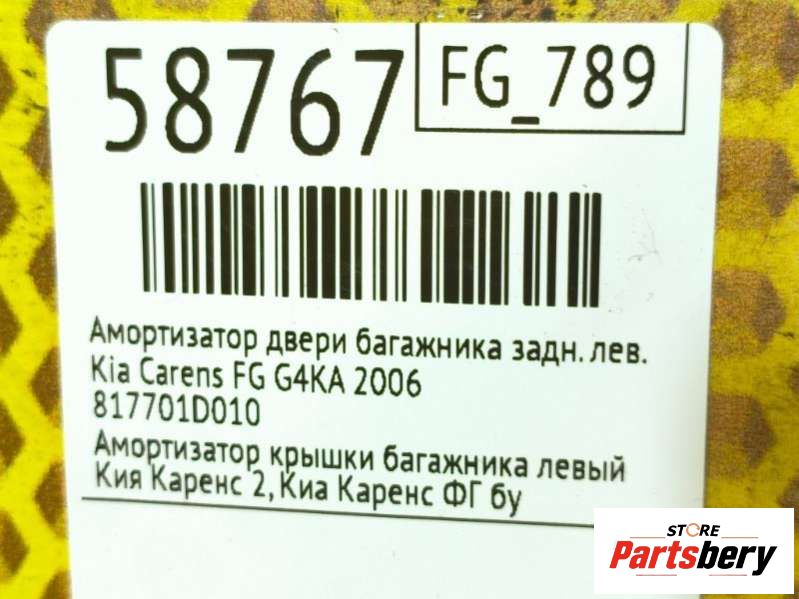 58767
FG_789
Амортизатор двери багажника задн. лев.
Kia Carens FG G4KA 2006
817701D010
Амортизатор крышки багажника левый
Кия Каренс 2, Киа Каренс ФГ бу
STORE
Partsbery